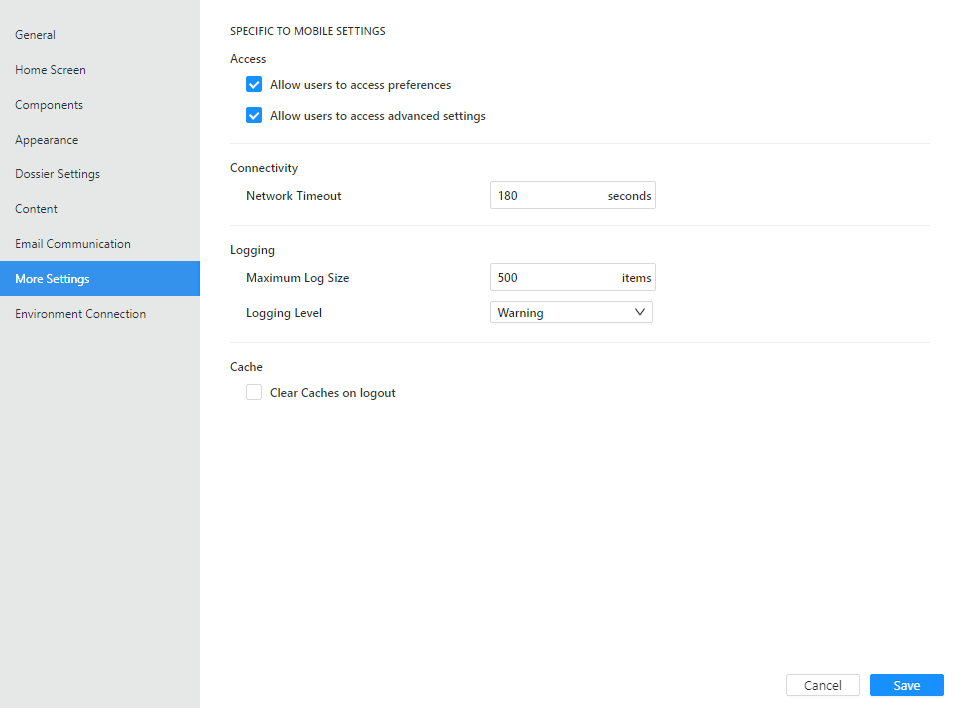 General
Home Screen
Components
Appearance
Dossier Settings
Content
Email Communication
More Settings
Environment Connection
SPECIFIC TO MOBILE SETTINGS
Access
Allow users to access preferences
Allow users to access advanced settings
Connectivity
Network Timeout 180 seconds
Logging
Maximum Log Size 500 items
Logging Level Warning
Cache
Clear Caches on logout
Cancel Save